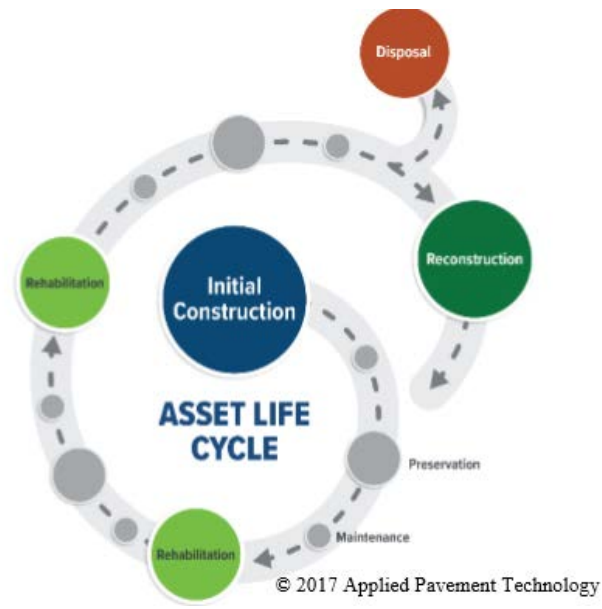 Disposal
Rehabilitation
Initial
Construction
Reconstruction
ASSET LIFE
CYCLE
Preservation
Maintenance
Rehabilitation
© 2017 Applied Pavement Technology